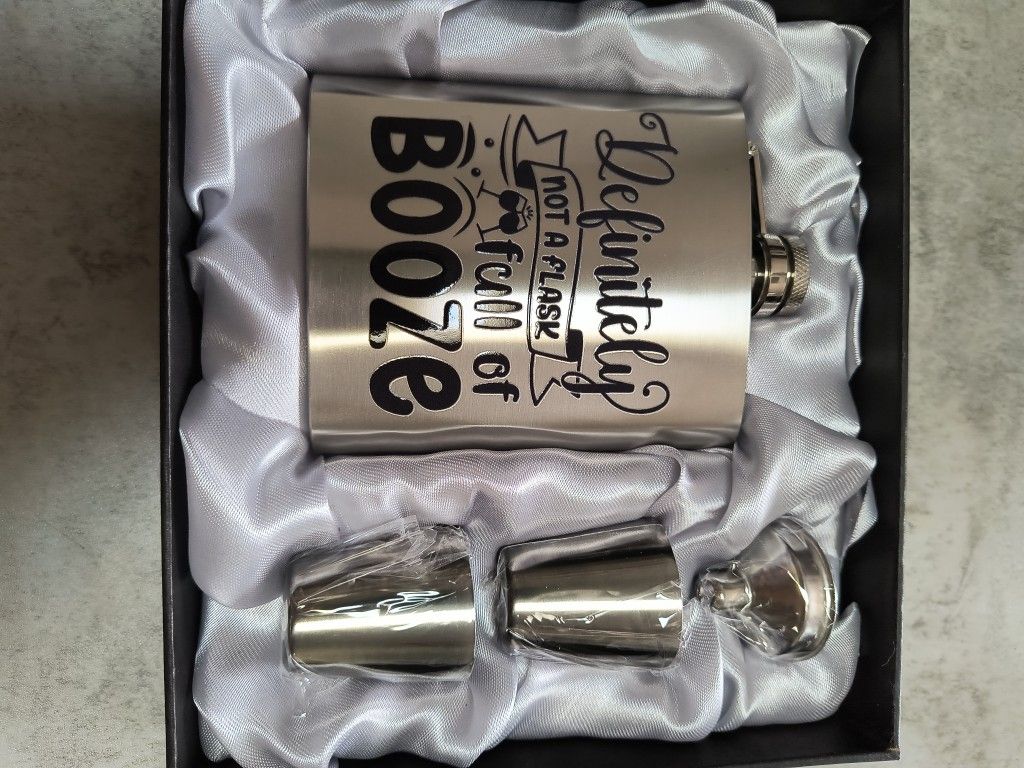 Definitely
NOT A FLASK
full of
BOOZe